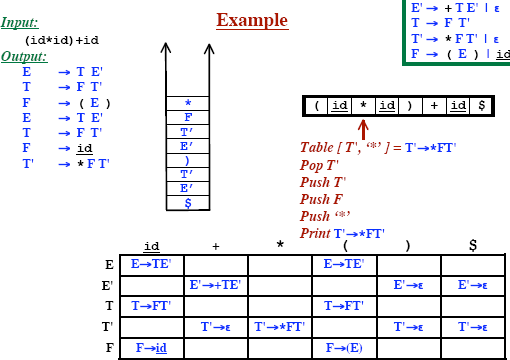 Example
Input:
(id*id)+id
Output:
E → T E'
T → F T'
F → ( E )
E → T E'
T → F T'
F → id
T' → * F T'
*
F
T'
E'
)
T'
E'
$
E' → + T E' | ε
T → F T'
T' → * F T' | ε
F → ( E ) | id
( id * id ) + id $
Table [ T', ‘*’ ] = T'→*FT'
Pop T'
Push T'
Push F
Push ‘*’
Print T'→*FT'
id + * ( ) $
E E→TE' E→TE'
E' E'→+TE' E'→ε E'→ε
T T→FT' T→FT'
T' T'→ε T'→*FT' T'→ε T'→ε
F F→id F→(E)